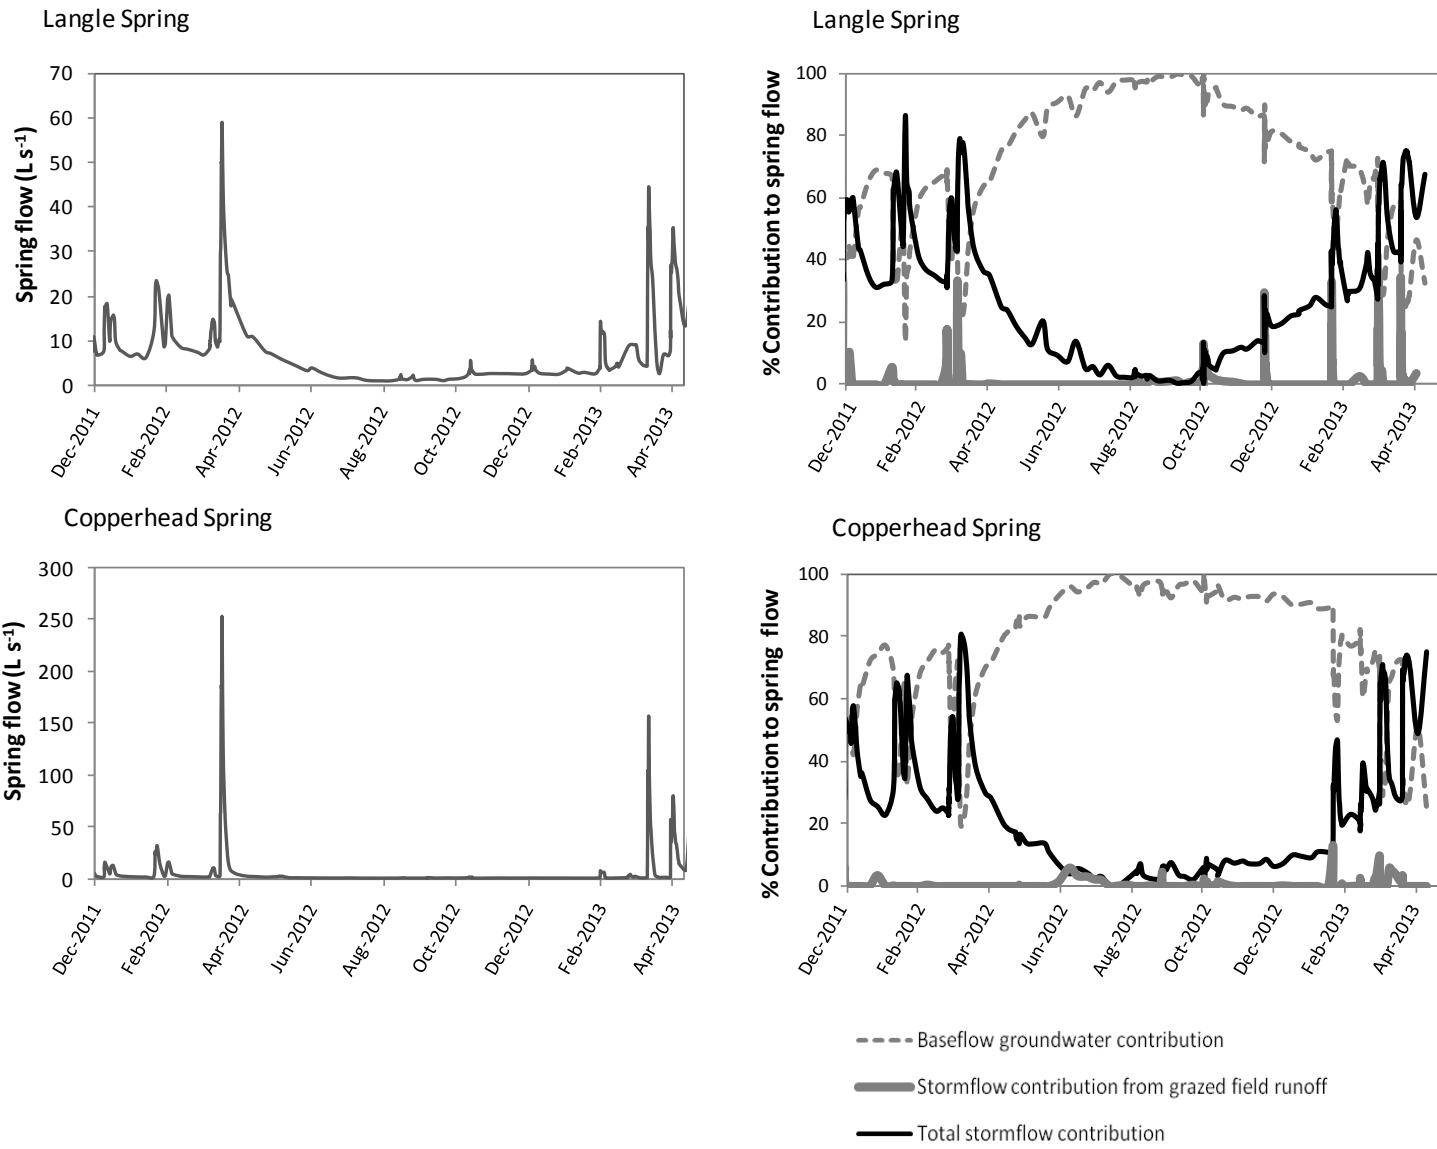 Langle Spring
Spring flow (L s⁻¹)
70
60
50
40
30
20
10
0
Dec-2011
Feb-2012
Apr-2012
Jun-2012
Aug-2012
Oct-2012
Dec-2012
Feb-2013
Apr-2013
Langle Spring
% Contribution to spring flow
100
80
60
40
20
0
Dec-2011
Feb-2012
Apr-2012
Jun-2012
Aug-2012
Oct-2012
Dec-2012
Feb-2013
Apr-2013
Copperhead Spring
Spring flow (L s⁻¹)
300
250
200
150
100
50
0
Dec-2011
Feb-2012
Apr-2012
Jun-2012
Aug-2012
Oct-2012
Dec-2012
Feb-2013
Apr-2013
Copperhead Spring
% Contribution to spring flow
100
80
60
40
20
0
Dec-2011
Feb-2012
Apr-2012
Jun-2012
Aug-2012
Oct-2012
Dec-2012
Feb-2013
Apr-2013
Baseflow groundwater contribution
Stormflow contribution from grazed field runoff
Total stormflow contribution